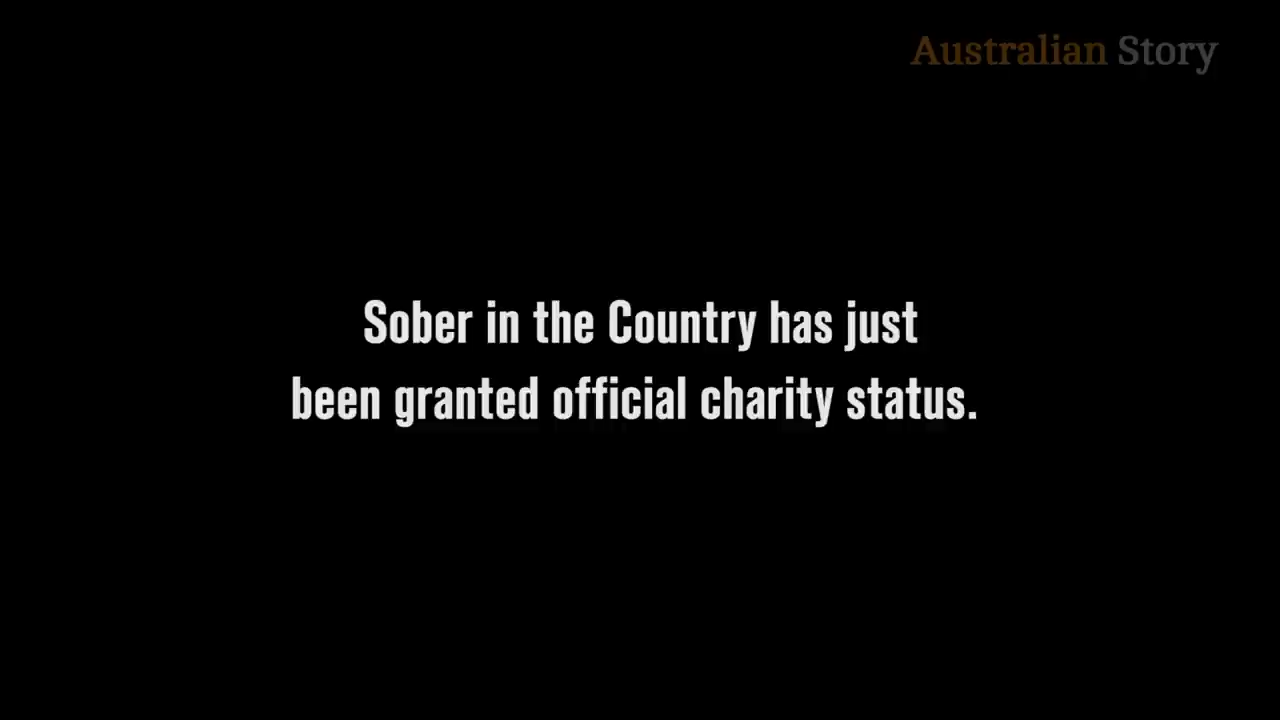 Australian Story
Sober in the Country has just
been granted official charity status.